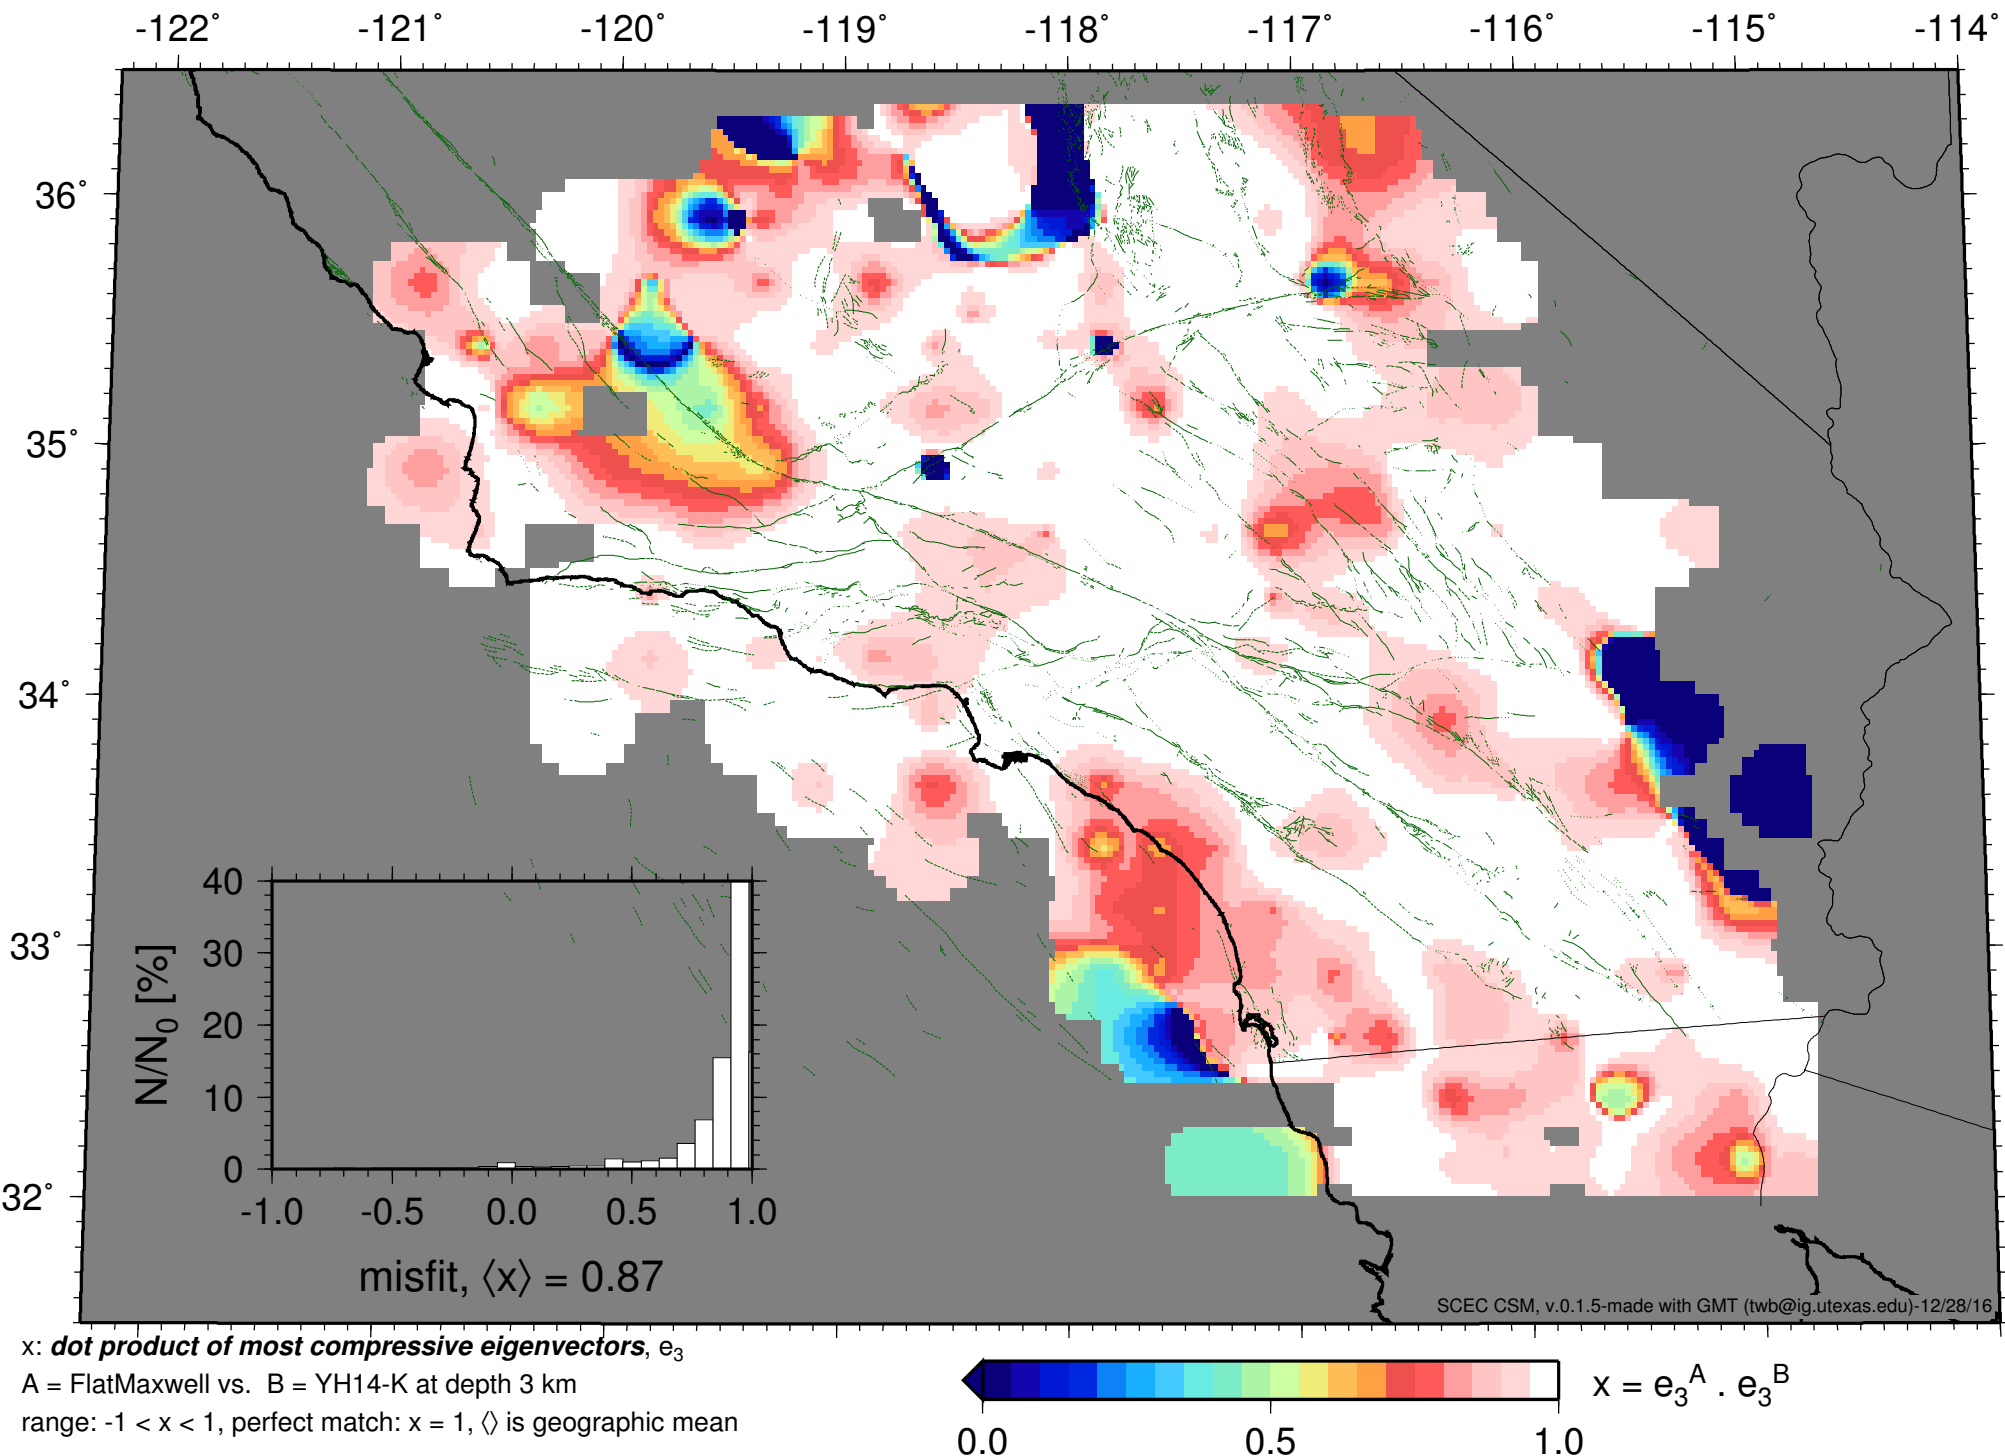 -122˚ -121˚ -120˚ -119˚ -118˚ -117˚ -116˚ -115˚ -114˚
36˚
35˚
34˚
33˚
32˚
40
30
20
10
0
N/N0 [%]
-1.0 -0.5 0.0 0.5 1.0
misfit, ⟨x⟩ = 0.87
SCEC CSM, v.0.1.5-made with GMT (twb@ig.utexas.edu)-12/28/16
x: dot product of most compressive eigenvectors, e3
A = FlatMaxwell vs. B = YH14-K at depth 3 km
range: -1 < x < 1, perfect match: x = 1, ⟨⟩ is geographic mean
x = e3^A . e3^B
0.0 0.5 1.0